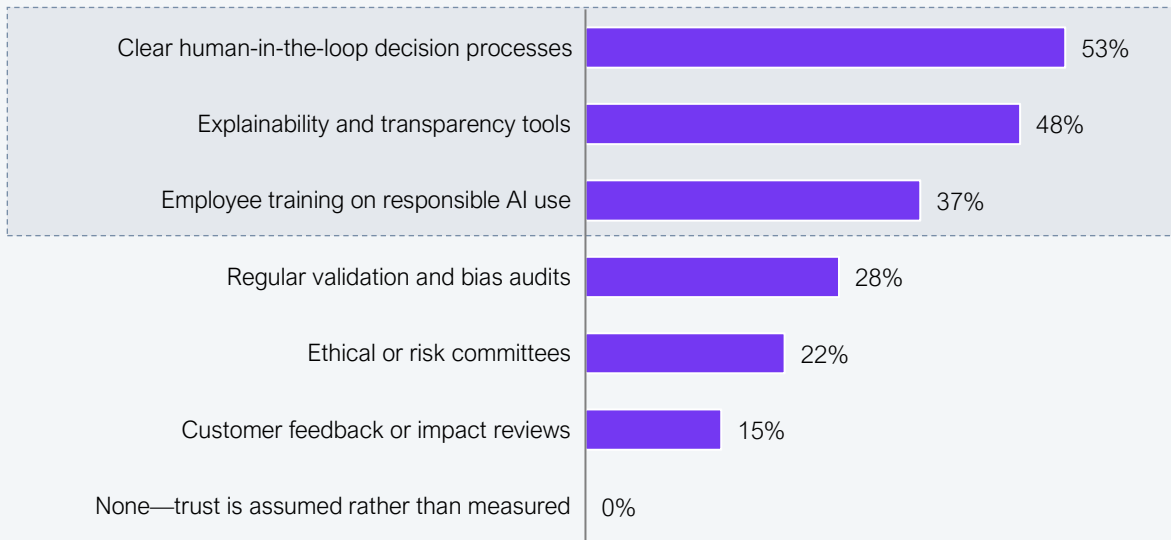 Clear human-in-the-loop decision processes 53%
Explainability and transparency tools 48%
Employee training on responsible AI use 37%
Regular validation and bias audits 28%
Ethical or risk committees 22%
Customer feedback or impact reviews 15%
None—trust is assumed rather than measured 0%